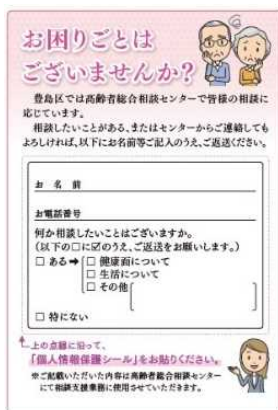 お困りごとは
ございませんか？
豊島区では高齢者総合相談センターで皆様の相談に
応じています。
相談したいことがある、またはセンターからご連絡しても
よろしければ、以下にお名前等ご記入のうえ、ご返送ください。
お 名 前
お電話番号
何か相談したいことはございますか。
（以下の□に☑のうえ、ご返送をお願いします。）
□ ある➡ □ 健康面について
□ 生活について
□ その他
□ 特にない
上の点線に沿って、
「個人情報保護シール」をお貼りください。
※ご記載いただいた内容は高齢者総合相談センター
にて相談支援業務に使用させていただきます。